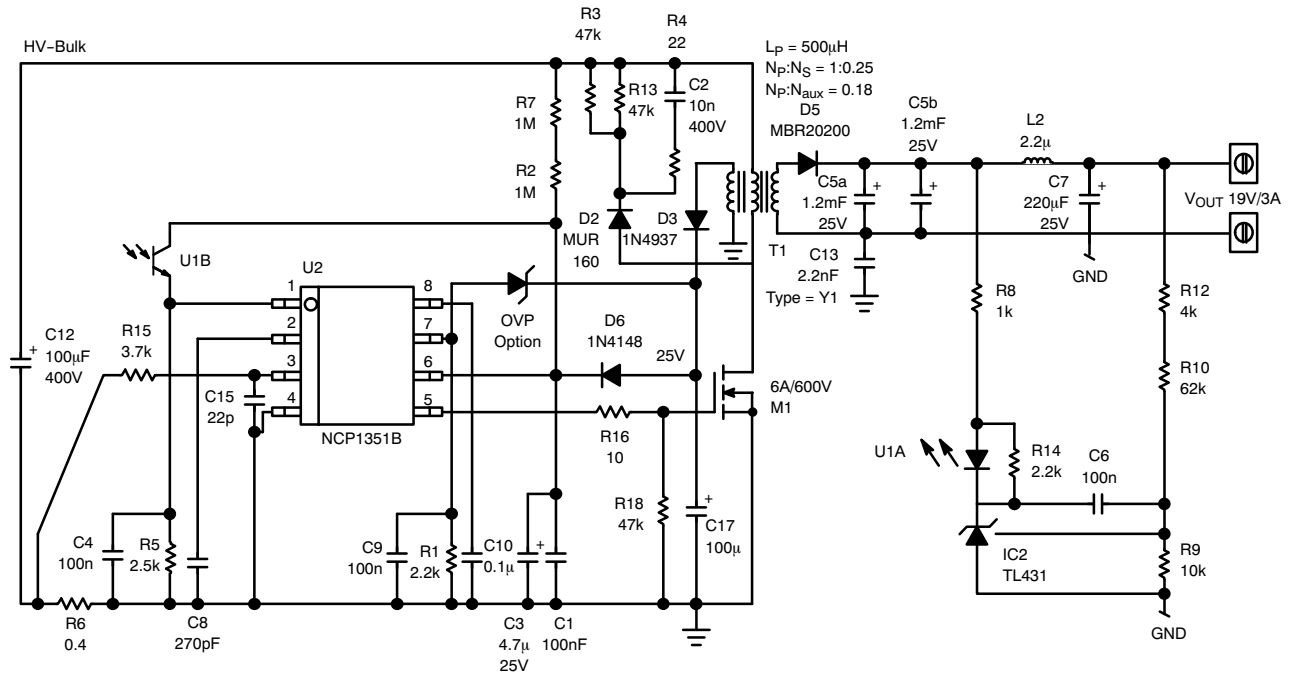 HV−Bulk
R3
47k
R4
22
R13
47k
C2
10n
400V
R7
1M
R2
1M
LP = 500µH
NP:NS = 1:0.25
NP:Naux = 0.18
D5
MBR20200
C5b
1.2mF
25V
L2
2.2µ
C5a
1.2mF
25V
C7
220µF
25V
VOUT 19V/3A
GND
D2
MUR
160
D3
1N4937
T1
C13
2.2nF
Type = Y1
U1B
U2
1
2
3
4
8
7
6
5
NCP1351B
OVP
Option
D6
1N4148
25V
C12
+
100µF
400V
R15
3.7k
C15
22p
R16
10
6A/600V
M1
R8
1k
R12
4k
R10
62k
U1A
R14
2.2k
C6
100n
R18
47k
+
C17
100µ
C4
100n
R5
2.5k
C9
100n
R1
2.2k
C10
0.1µ
+
IC2
TL431
R9
10k
GND
R6
0.4
C8
270pF
C3
4.7µ
25V
C1
100nF
+
+
+